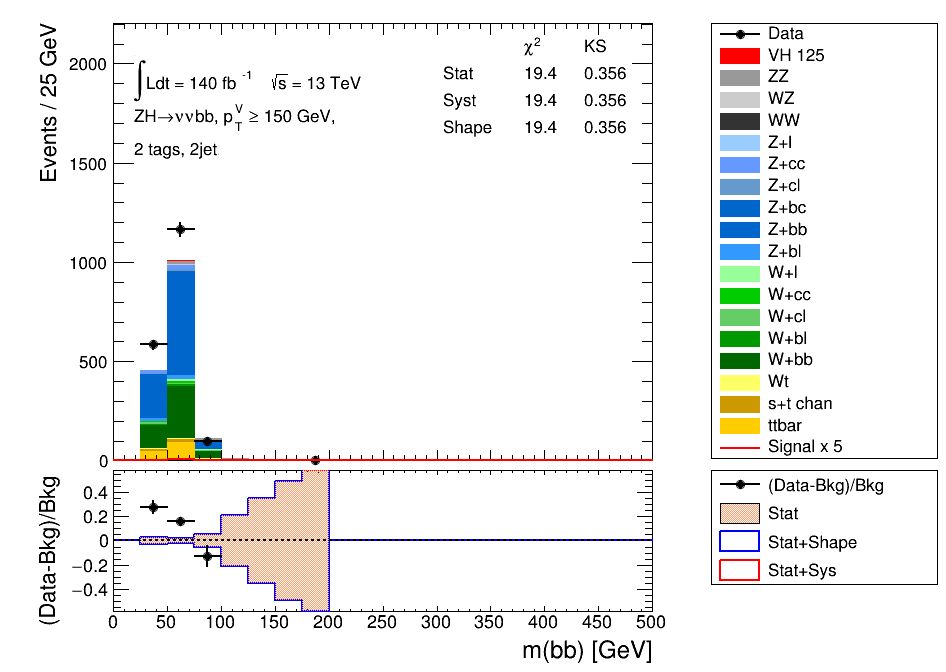 Events / 25 GeV
2000
1500
1000
500
0
∫Ldt = 140 fb⁻¹ √s = 13 TeV
ZH→ννbb, p_T^V ≥ 150 GeV,
2 tags, 2jet
χ² KS
Stat 19.4 0.356
Syst 19.4 0.356
Shape 19.4 0.356
Data
VH 125
ZZ
WZ
WW
Z+l
Z+cc
Z+cl
Z+bc
Z+bb
Z+bl
W+l
W+cc
W+cl
W+bl
W+bb
Wt
s+t chan
ttbar
Signal x 5
(Data-Bkg)/Bkg
0.4
0.2
0
−0.2
−0.4
(Data-Bkg)/Bkg
Stat
Stat+Shape
Stat+Sys
0 50 100 150 200 250 300 350 400 450 500
m(bb) [GeV]